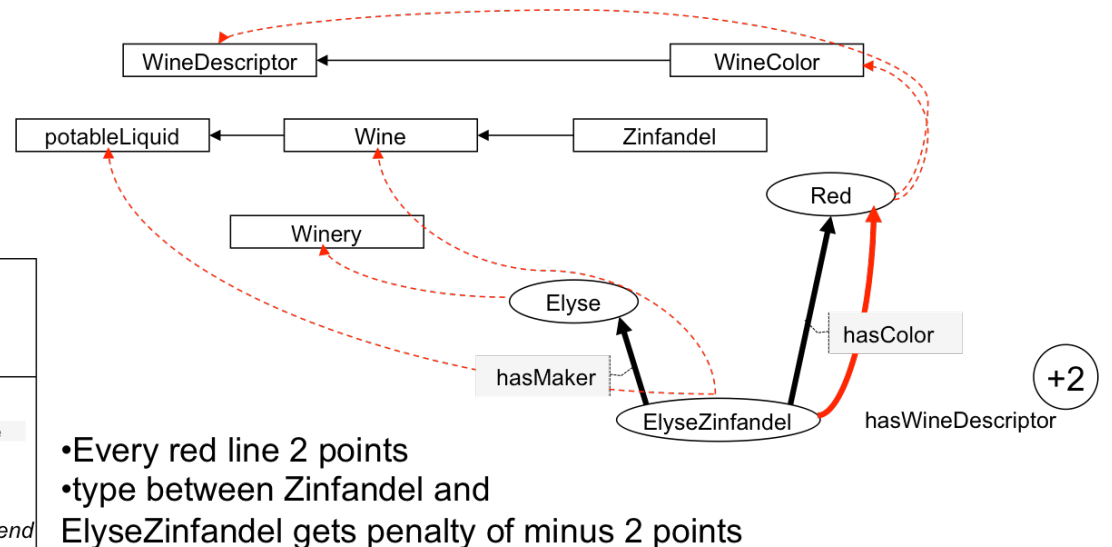 WineDescriptor
WineColor
potableLiquid
Wine
Zinfandel
Red
Winery
Elyse
hasColor
hasMaker
+2
ElyseZinfandel
hasWineDescriptor
•Every red line 2 points
•type between Zinfandel and
ElyseZinfandel gets penalty of minus 2 points
end